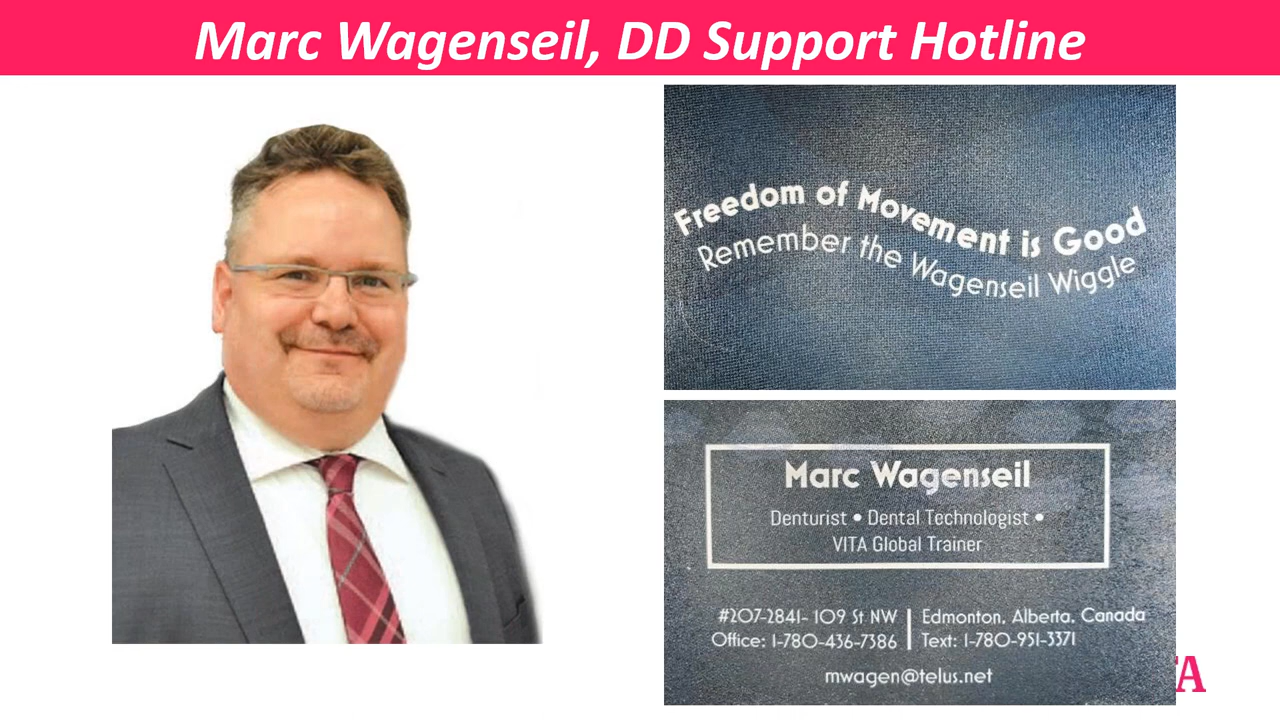 Marc Wagenseil, DD Support Hotline
Freedom of Movement is Good
Remember the Wagenseil Wiggle
Marc Wagenseil
Denturist • Dental Technologist •
VITA Global Trainer
#207-2841- 109 St NW | Edmonton, Alberta, Canada
Office: 1-780-436-7386 | Text: 1-780-951-3371
mwagen@telus.net